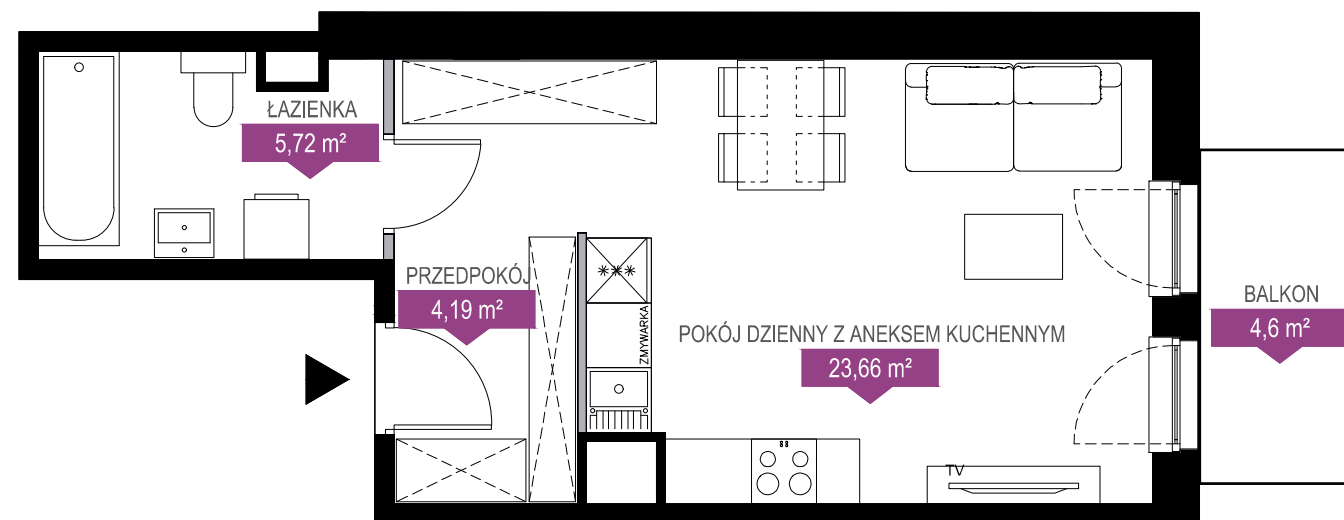 ŁAZIENKA
5,72 m²
PRZEDPOKÓJ
4,19 m²
ZMYWARKA
POKÓJ DZIENNY Z ANEKSEM KUCHENNYM
23,66 m²
BALKON
4,6 m²
TV